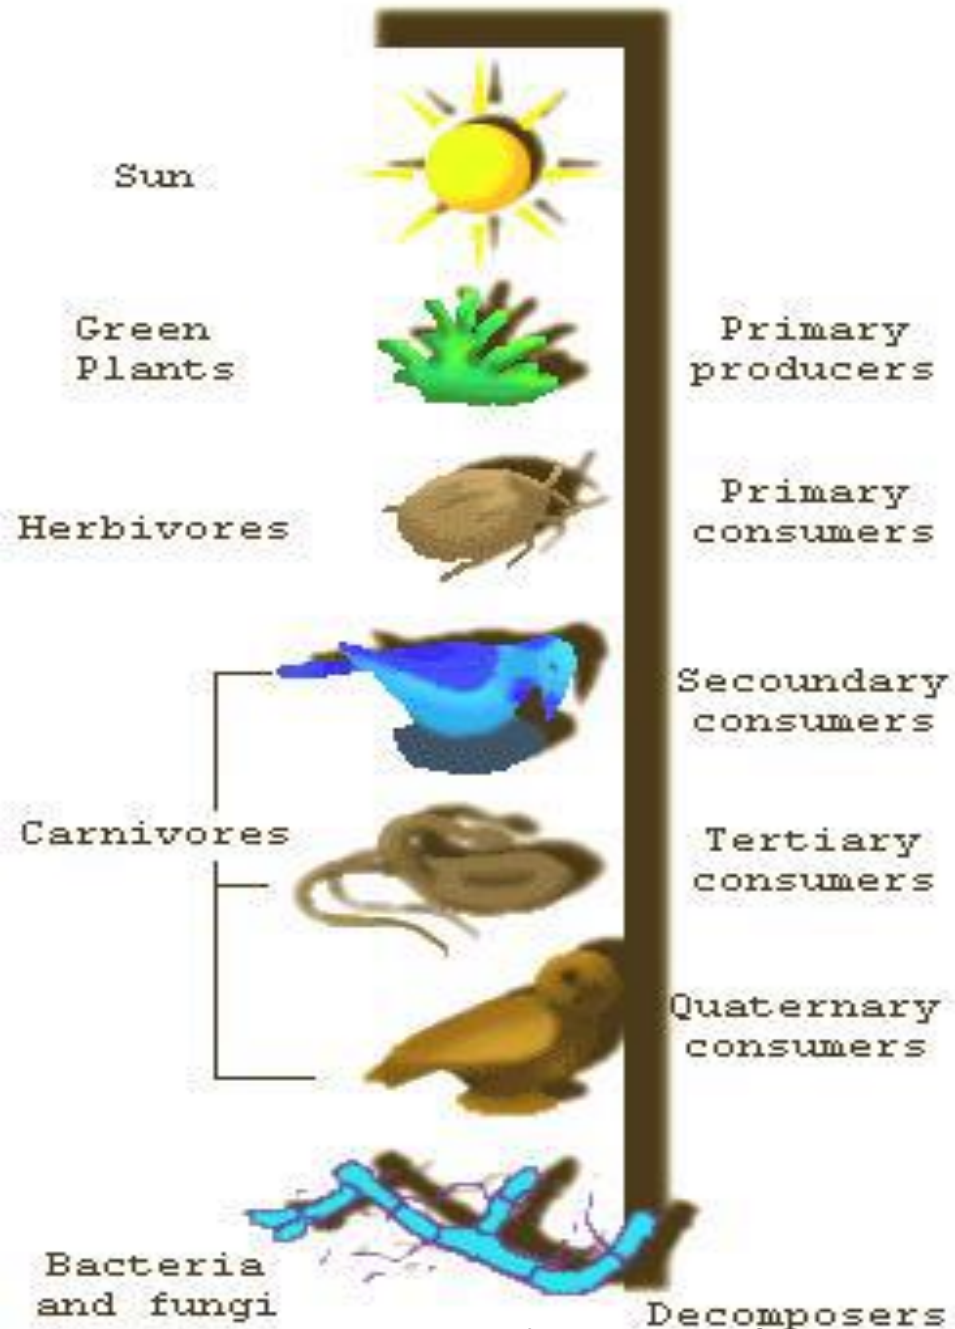 Sun
Green
Plants
Primary
producers
Herbivores
Primary
consumers
Secoundary
consumers
Carnivores
Tertiary
consumers
Quaternary
consumers
Bacteria
and fungi
Decomposers